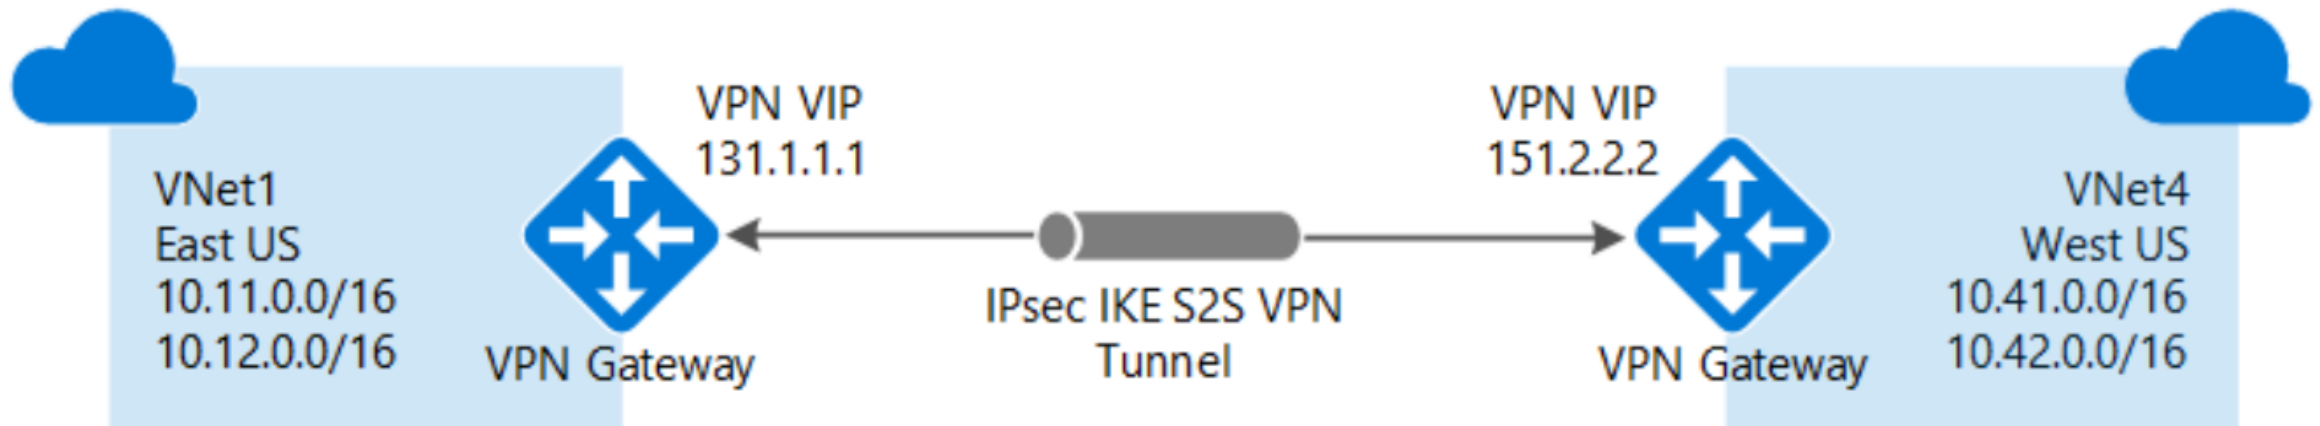 VNet1
East US
10.11.0.0/16
10.12.0.0/16
VPN VIP
131.1.1.1
VPN Gateway
IPsec IKE S2S VPN
Tunnel
VPN VIP
151.2.2.2
VPN Gateway
VNet4
West US
10.41.0.0/16
10.42.0.0/16